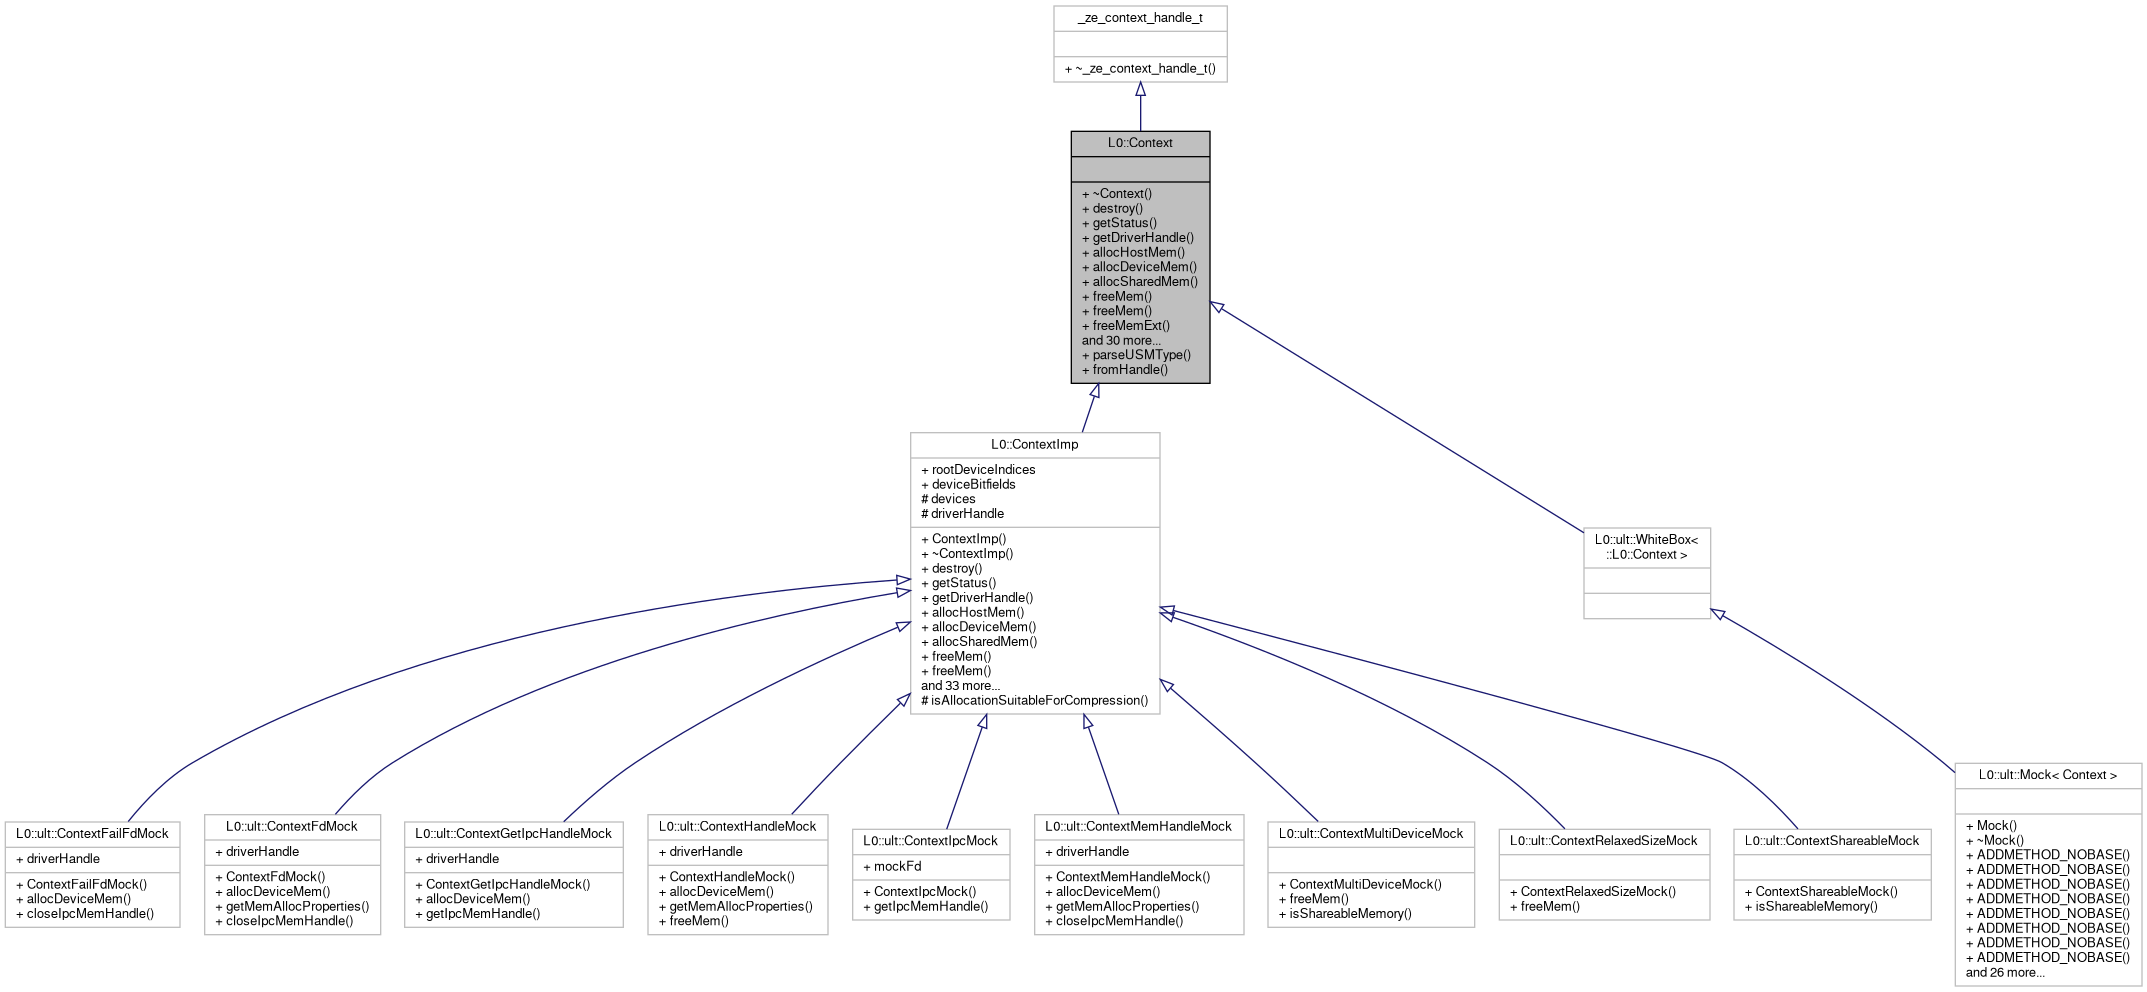 _ze_context_handle_t
+ ~_ze_context_handle_t()
L0::Context
+ ~Context()
+ destroy()
+ getStatus()
+ getDriverHandle()
+ allocHostMem()
+ allocDeviceMem()
+ allocSharedMem()
+ freeMem()
+ freeMem()
+ freeMemExt()
and 30 more...
+ parseUSMType()
+ fromHandle()
L0::ContextImp
+ rootDeviceIndices
+ deviceBitfields
# devices
# driverHandle
+ ContextImp()
+ ~ContextImp()
+ destroy()
+ getStatus()
+ getDriverHandle()
+ allocHostMem()
+ allocDeviceMem()
+ allocSharedMem()
+ freeMem()
+ freeMem()
and 33 more...
# isAllocationSuitableForCompression()
L0::ult::WhiteBox<
::L0::Context >
L0::ult::ContextFailFdMock
+ driverHandle
+ ContextFailFdMock()
+ allocDeviceMem()
+ closeIpcMemHandle()
L0::ult::ContextFdMock
+ driverHandle
+ ContextFdMock()
+ allocDeviceMem()
+ getMemAllocProperties()
+ closeIpcMemHandle()
L0::ult::ContextGetIpcHandleMock
+ driverHandle
+ ContextGetIpcHandleMock()
+ allocDeviceMem()
+ getIpcMemHandle()
L0::ult::ContextHandleMock
+ driverHandle
+ ContextHandleMock()
+ allocDeviceMem()
+ getMemAllocProperties()
+ freeMem()
L0::ult::ContextIpcMock
+ mockFd
+ ContextIpcMock()
+ getIpcMemHandle()
L0::ult::ContextMemHandleMock
+ driverHandle
+ ContextMemHandleMock()
+ allocDeviceMem()
+ getMemAllocProperties()
+ closeIpcMemHandle()
L0::ult::ContextMultiDeviceMock
+ ContextMultiDeviceMock()
+ freeMem()
+ isShareableMemory()
L0::ult::ContextRelaxedSizeMock
+ ContextRelaxedSizeMock()
+ freeMem()
L0::ult::ContextShareableMock
+ ContextShareableMock()
+ isShareableMemory()
L0::ult::Mock< Context >
+ Mock()
+ ~Mock()
+ ADDMETHOD_NOBASE()
+ ADDMETHOD_NOBASE()
+ ADDMETHOD_NOBASE()
+ ADDMETHOD_NOBASE()
+ ADDMETHOD_NOBASE()
+ ADDMETHOD_NOBASE()
+ ADDMETHOD_NOBASE()
+ ADDMETHOD_NOBASE()
and 26 more...